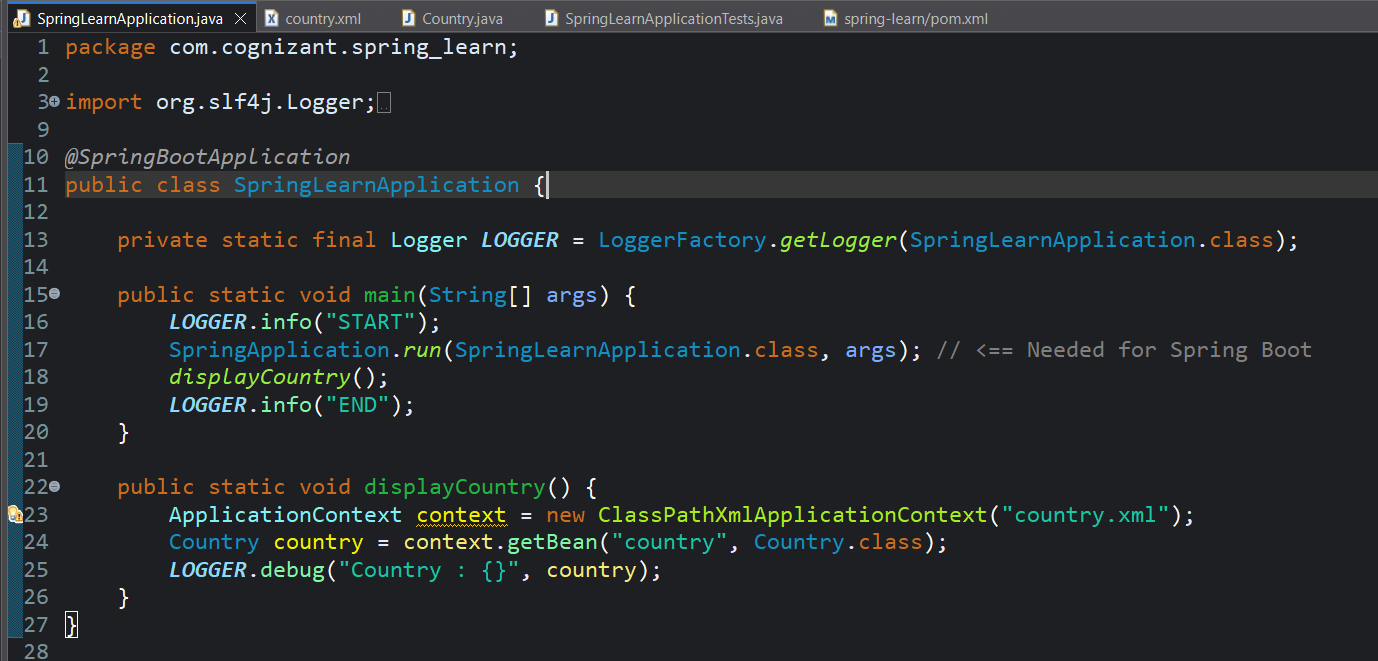 SpringLearnApplication.java country.xml Country.java SpringLearnApplicationTests.java spring-learn/pom.xml
1 package com.cognizant.spring_learn;
2
3 import org.slf4j.Logger;
9
10 @SpringBootApplication
11 public class SpringLearnApplication {
12
13 private static final Logger LOGGER = LoggerFactory.getLogger(SpringLearnApplication.class);
14
15 public static void main(String[] args) {
16 LOGGER.info("START");
17 SpringApplication.run(SpringLearnApplication.class, args); // <== Needed for Spring Boot
18 displayCountry();
19 LOGGER.info("END");
20 }
21
22 public static void displayCountry() {
23 ApplicationContext context = new ClassPathXmlApplicationContext("country.xml");
24 Country country = context.getBean("country", Country.class);
25 LOGGER.debug("Country : {}", country);
26 }
27 }
28